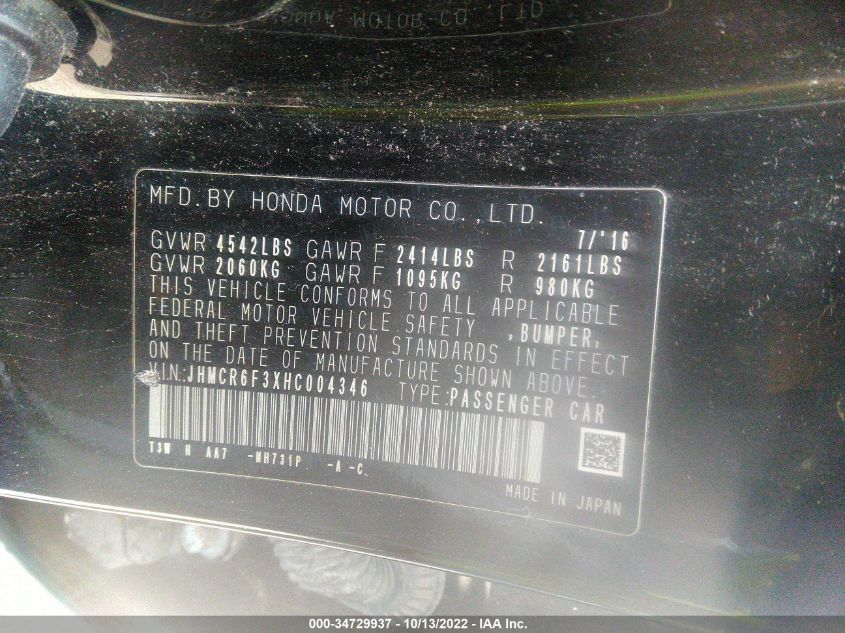 MFD.BY HONDA MOTOR CO.,LTD.
7/'16
GVWR 4542LBS GAWR F 2414LBS R 2161LBS
GVWR 2060KG GAWR F 1095KG R 980KG
THIS VEHICLE CONFORMS TO ALL APPLICABLE
FEDERAL MOTOR VEHICLE SAFETY ,BUMPER,
AND THEFT PREVENTION STANDARDS IN EFFECT
ON THE DATE OF MANUFACTURE SHOWN ABOVE.
VIN:JHMCR6F3XHC004346 TYPE:PASSENGER CAR
T3W H AA7 -NH731P -A -C
MADE IN JAPAN
000-34729937 - 10/13/2022 - IAA Inc.